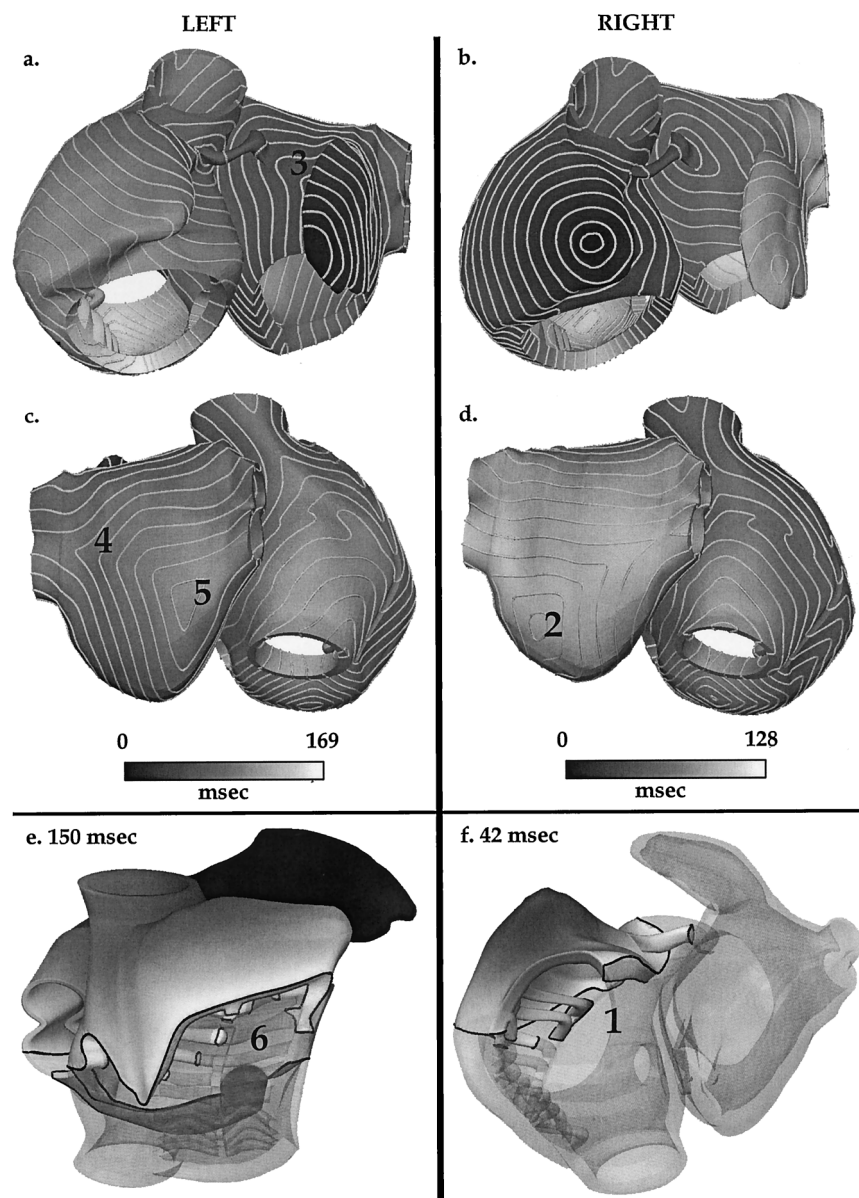 LEFT
RIGHT
a.
b.
3
c.
d.
4
5
2
0 169
msec
0 128
msec
e. 150 msec
f. 42 msec
6
1